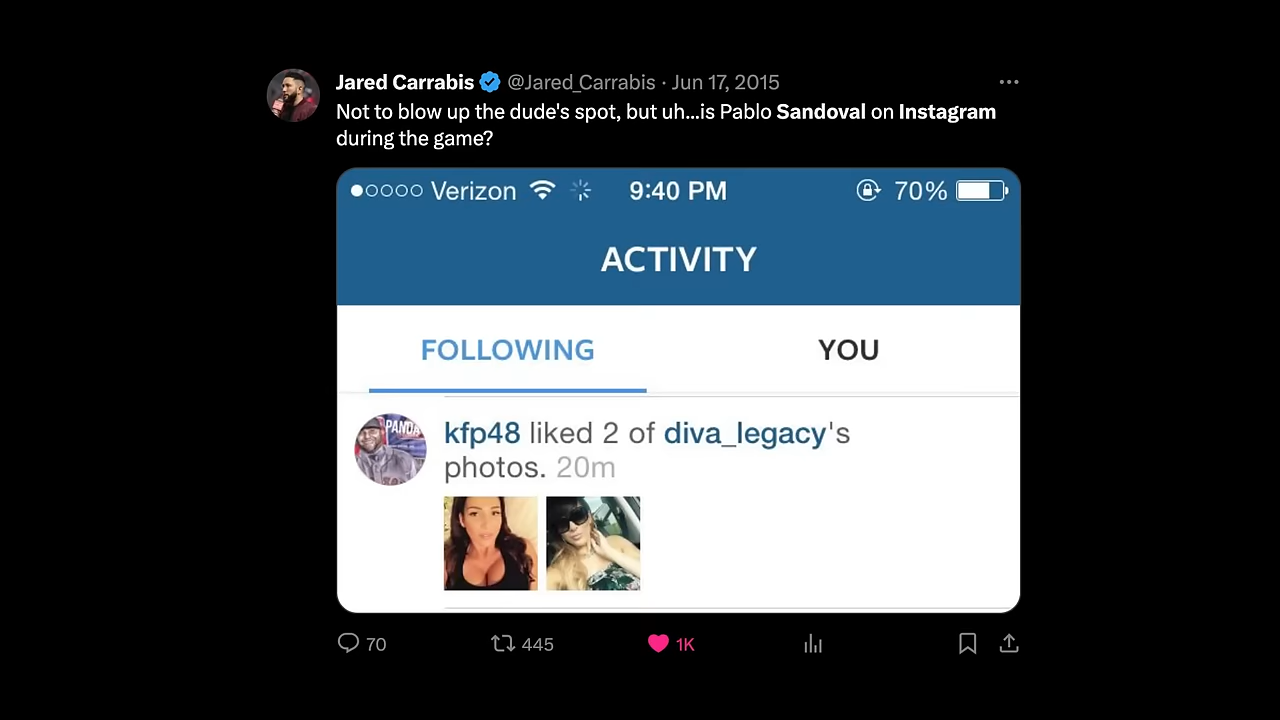 Jared Carrabis @Jared_Carrabis · Jun 17, 2015
Not to blow up the dude's spot, but uh...is Pablo Sandoval on Instagram
during the game?
Verizon 9:40 PM 70%
ACTIVITY
FOLLOWING YOU
PANDA
kfp48 liked 2 of diva_legacy's
photos. 20m
70 445 1K